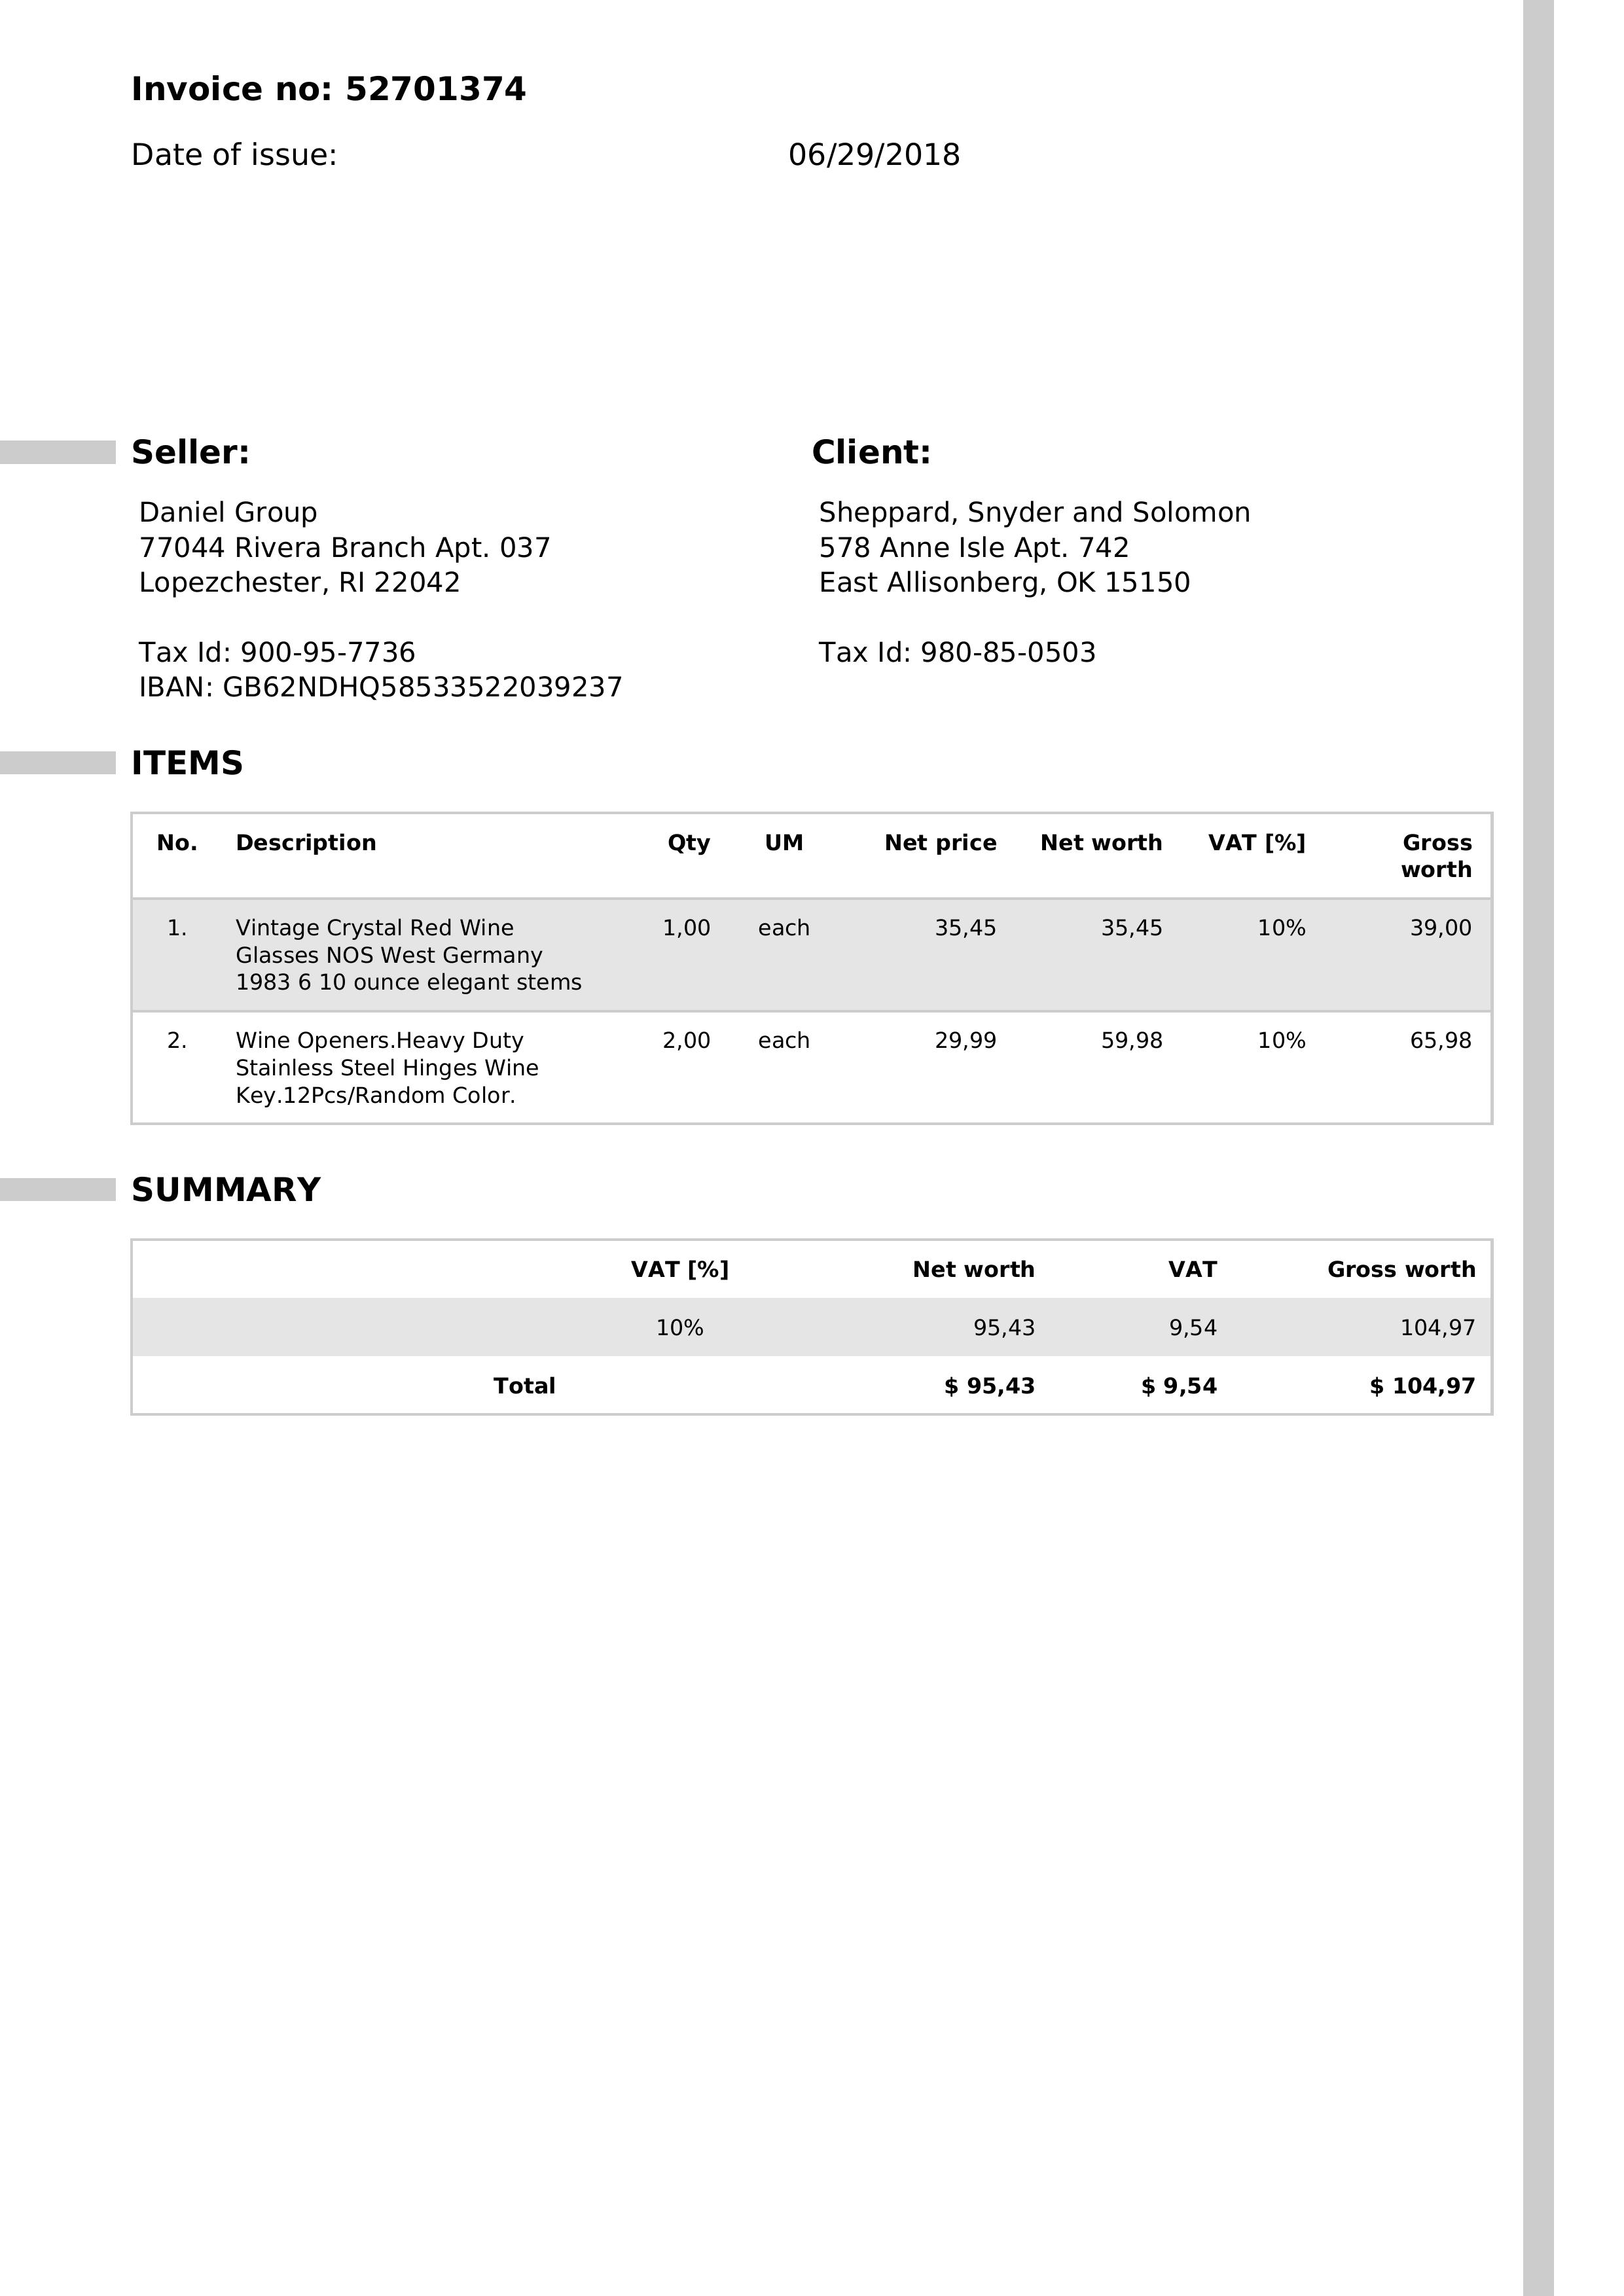 Invoice no: 52701374
Date of issue: 06/29/2018
Seller: Client:
Daniel Group Sheppard, Snyder and Solomon
77044 Rivera Branch Apt. 037 578 Anne Isle Apt. 742
Lopezchester, RI 22042 East Allisonberg, OK 15150
Tax Id: 900-95-7736 Tax Id: 980-85-0503
IBAN: GB62NDHQ58533522039237
ITEMS
No. Description Qty UM Net price Net worth VAT [%] Gross
worth
1. Vintage Crystal Red Wine 1,00 each 35,45 35,45 10% 39,00
Glasses NOS West Germany
1983 6 10 ounce elegant stems
2. Wine Openers.Heavy Duty 2,00 each 29,99 59,98 10% 65,98
Stainless Steel Hinges Wine
Key.12Pcs/Random Color.
SUMMARY
VAT [%] Net worth VAT Gross worth
10% 95,43 9,54 104,97
Total $ 95,43 $ 9,54 $ 104,97